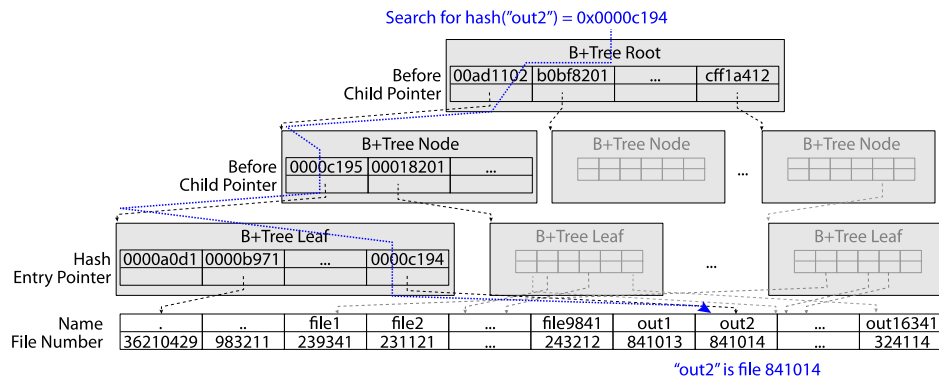 Search for hash("out2") = 0x0000c194
B+Tree Root
Before 00ad1102 b0bf8201 ... cff1a412
Child Pointer
B+Tree Node B+Tree Node B+Tree Node
Before 0000c195 00018201 ...
Child Pointer ...
B+Tree Leaf B+Tree Leaf B+Tree Leaf
Hash 0000a0d1 0000b971 ... 0000c194 ...
Entry Pointer
Name . .. file1 file2 ... file9841 out1 out2 ... out16341
File Number 36210429 983211 239341 231121 ... 243212 841013 841014 ... 324114
"out2" is file 841014